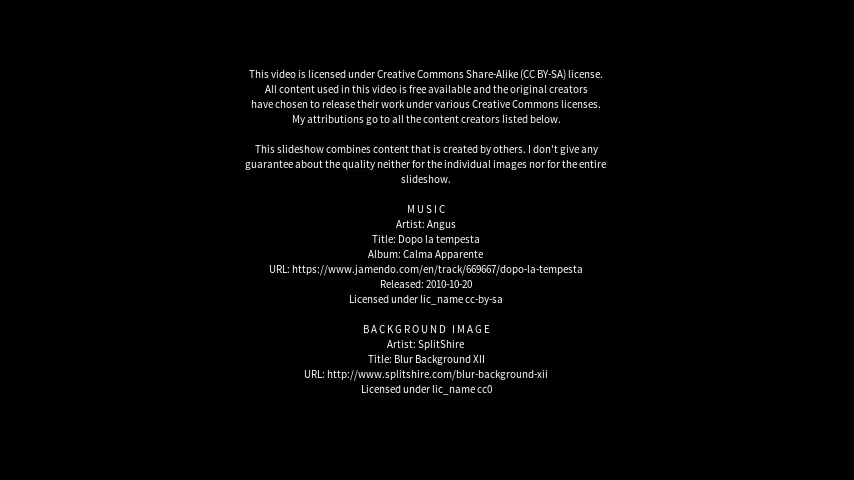 This video is licensed under Creative Commons Share-Alike (CC BY-SA) license.
All content used in this video is free available and the original creators
have chosen to release their work under various Creative Commons licenses.
My attributions go to all the content creators listed below.
This slideshow combines content that is created by others. I don't give any
guarantee about the quality neither for the individual images nor for the entire
slideshow.
MUSIC
Artist: Angus
Title: Dopo la tempesta
Album: Calma Apparente
URL: https://www.jamendo.com/en/track/669667/dopo-la-tempesta
Released: 2010-10-20
Licensed under lic_name cc-by-sa
BACKGROUND IMAGE
Artist: SplitShire
Title: Blur Background XII
URL: http://www.splitshire.com/blur-background-xii
Licensed under lic_name cc0